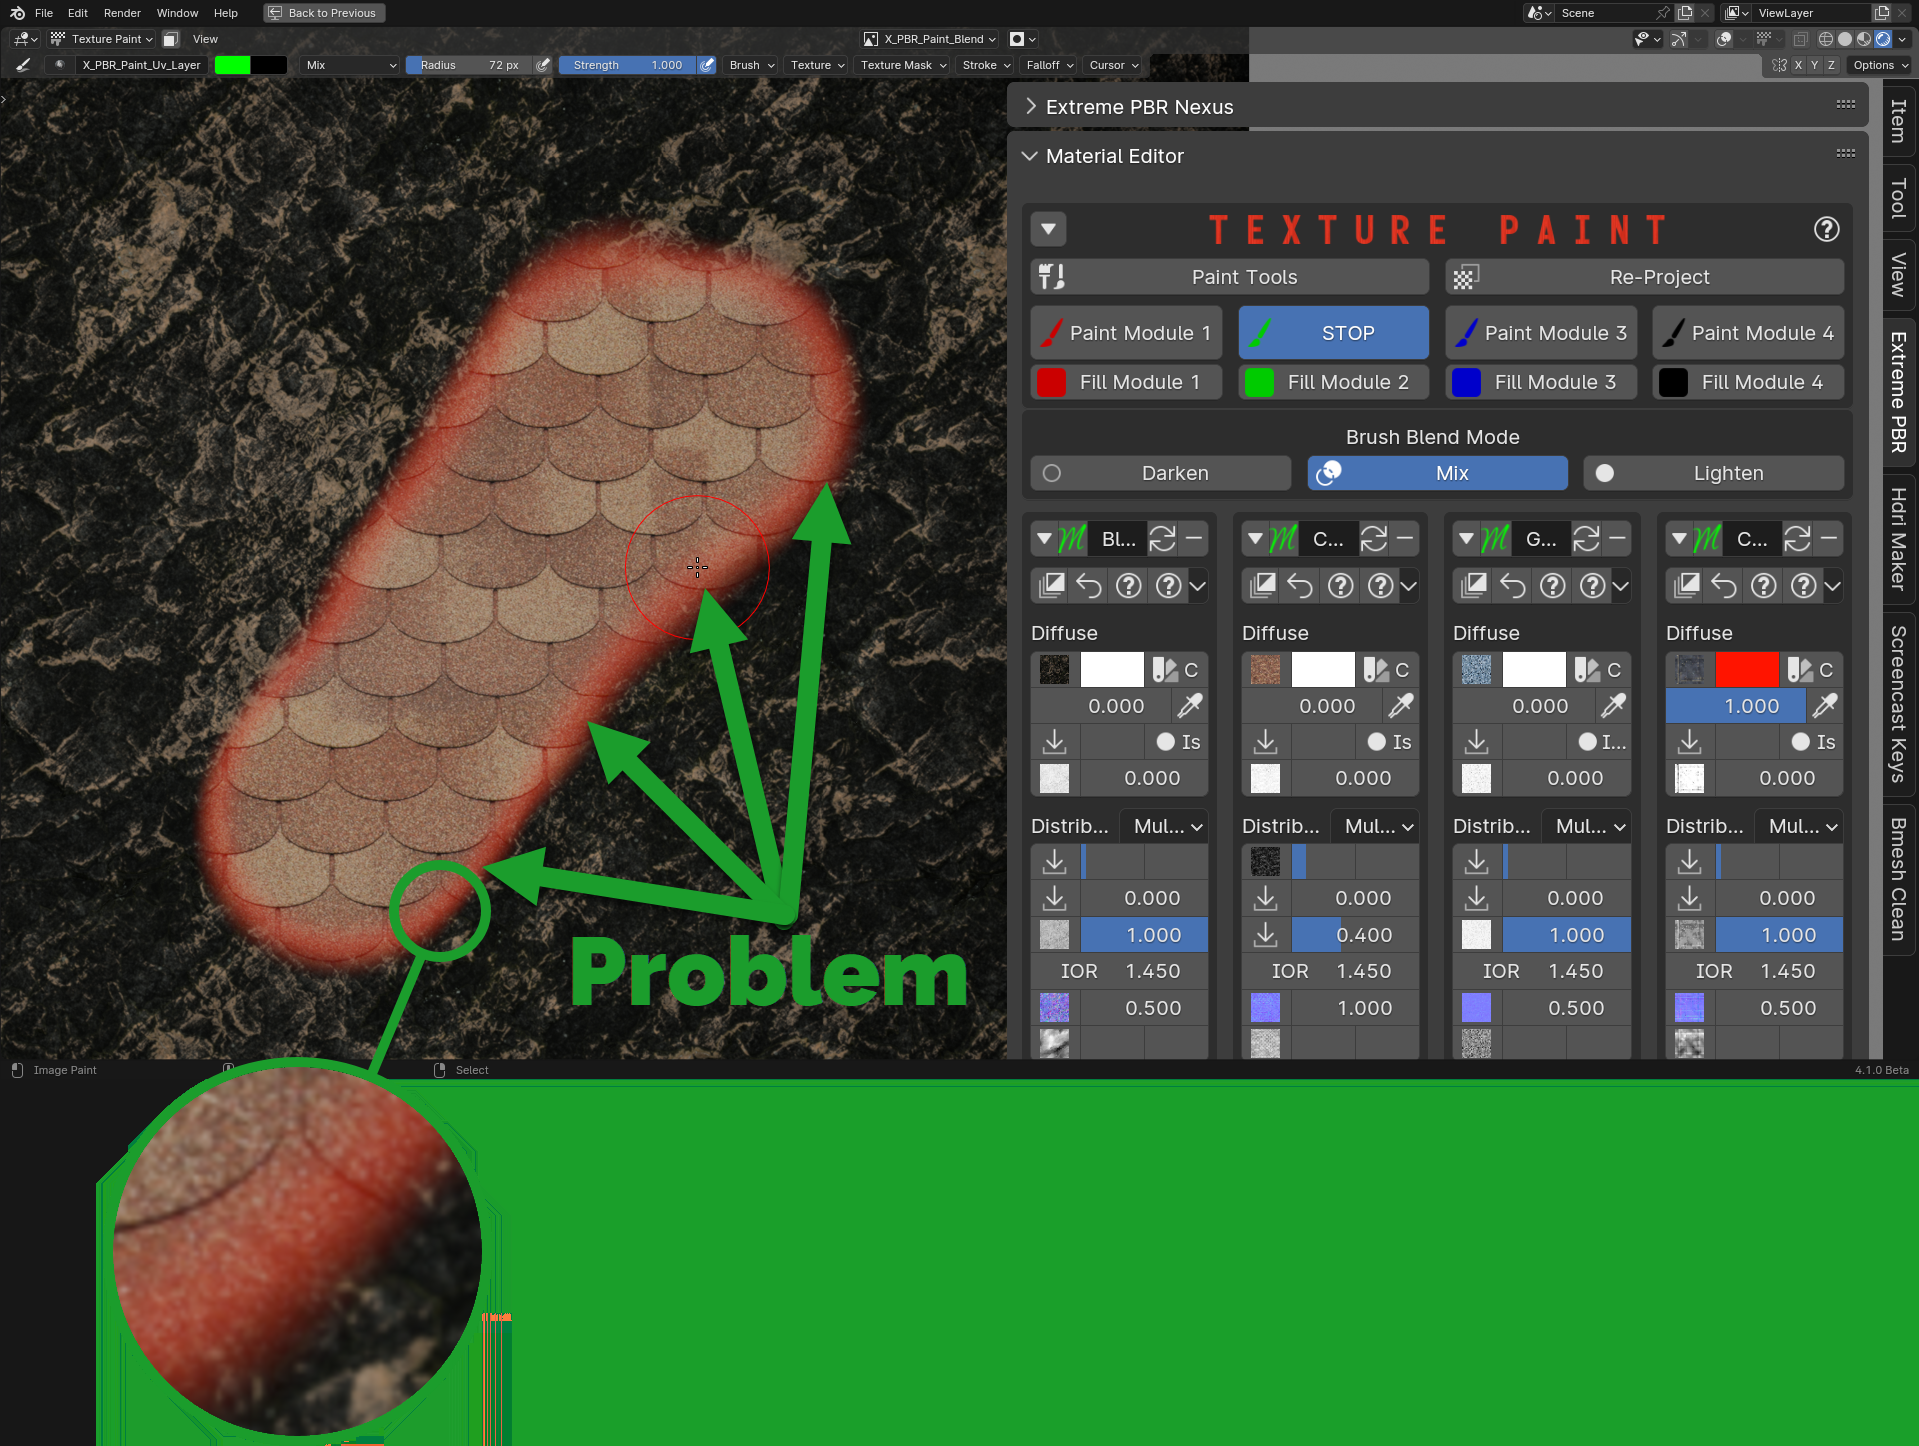 File Edit Render Window Help Back to Previous Scene ViewLayer
Texture Paint View X_PBR_Paint_Blend
X_PBR_Paint_Uv_Layer Mix Radius 72 px Strength 1.000 Brush Texture Texture Mask Stroke Falloff Cursor X Y Z Options
Extreme PBR Nexus
Material Editor
TEXTURE PAINT
Paint Tools Re-Project
Paint Module 1 STOP Paint Module 3 Paint Module 4
Fill Module 1 Fill Module 2 Fill Module 3 Fill Module 4
Brush Blend Mode
Darken Mix Lighten
Bl... C... G... C...
Diffuse Diffuse Diffuse Diffuse
C C C C
0.000 0.000 0.000 1.000
Is Is I... Is
0.000 0.000 0.000 0.000
Distrib... Mul... Distrib... Mul... Distrib... Mul... Distrib... Mul...
0.000 0.000 0.000 0.000
1.000 0.400 1.000 1.000
IOR 1.450 IOR 1.450 IOR 1.450 IOR 1.450
0.500 1.000 0.500 0.500
Item
Tool
View
Extreme PBR
Hdri Maker
Screencast Keys
Bmesh Clean
Problem
Image Paint Select 4.1.0 Beta